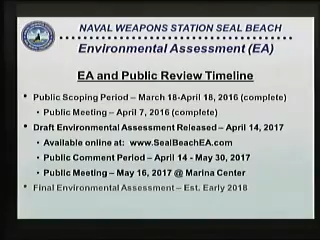 NAVAL WEAPONS STATION SEAL BEACH
Environmental Assessment (EA)
EA and Public Review Timeline
• Public Scoping Period – March 18-April 18, 2016 (complete)
• Public Meeting – April 7, 2016 (complete)
• Draft Environmental Assessment Released – April 14, 2017
• Available online at: www.SealBeachEA.com
• Public Comment Period – April 14 - May 30, 2017
• Public Meeting – May 16, 2017 @ Marina Center
• Final Environmental Assessment – Est. Early 2018